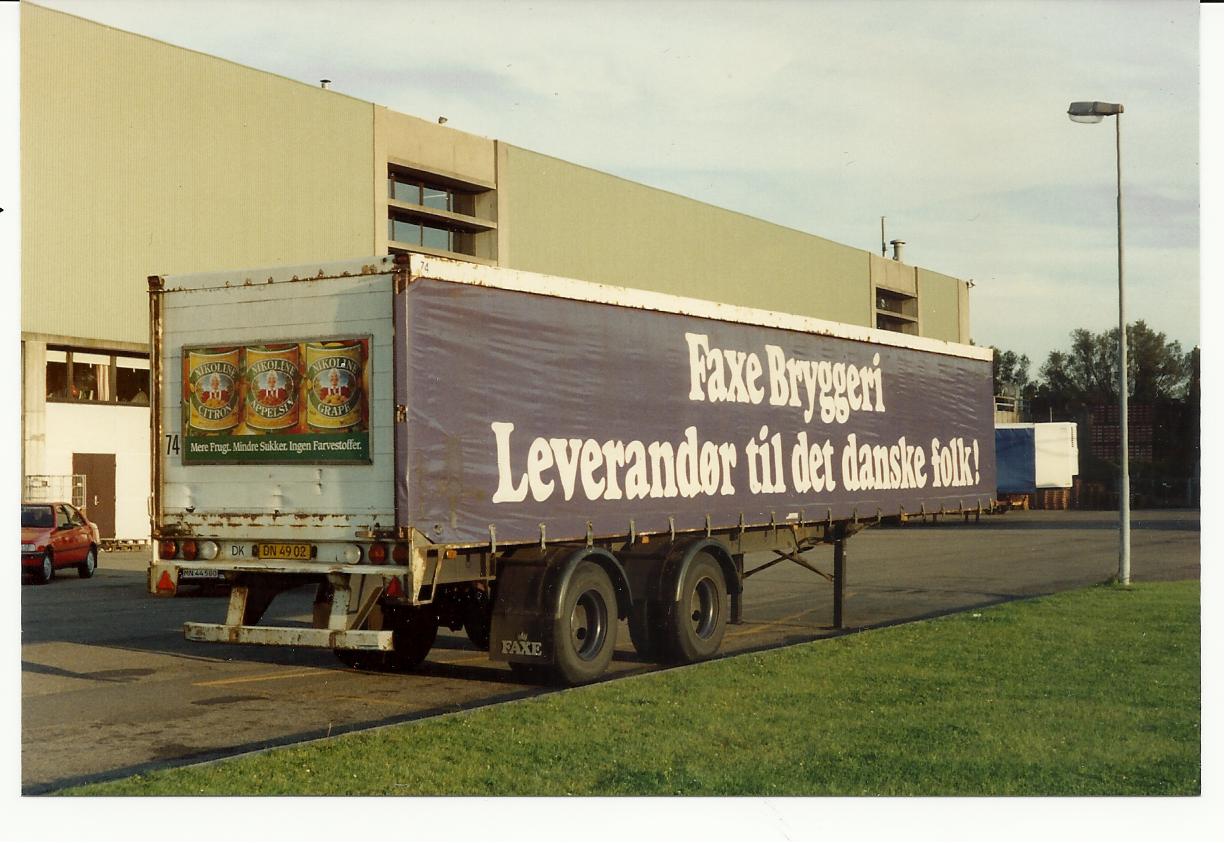 74
Faxe Bryggeri
Leverandør til det danske folk!
NIKOLINE CITRON
NIKOLINE APPELSIN
NIKOLINE GRAPE
Mere Frugt. Mindre Sukker. Ingen Farvestoffer.
74
DK
DN 49 02
FAXE